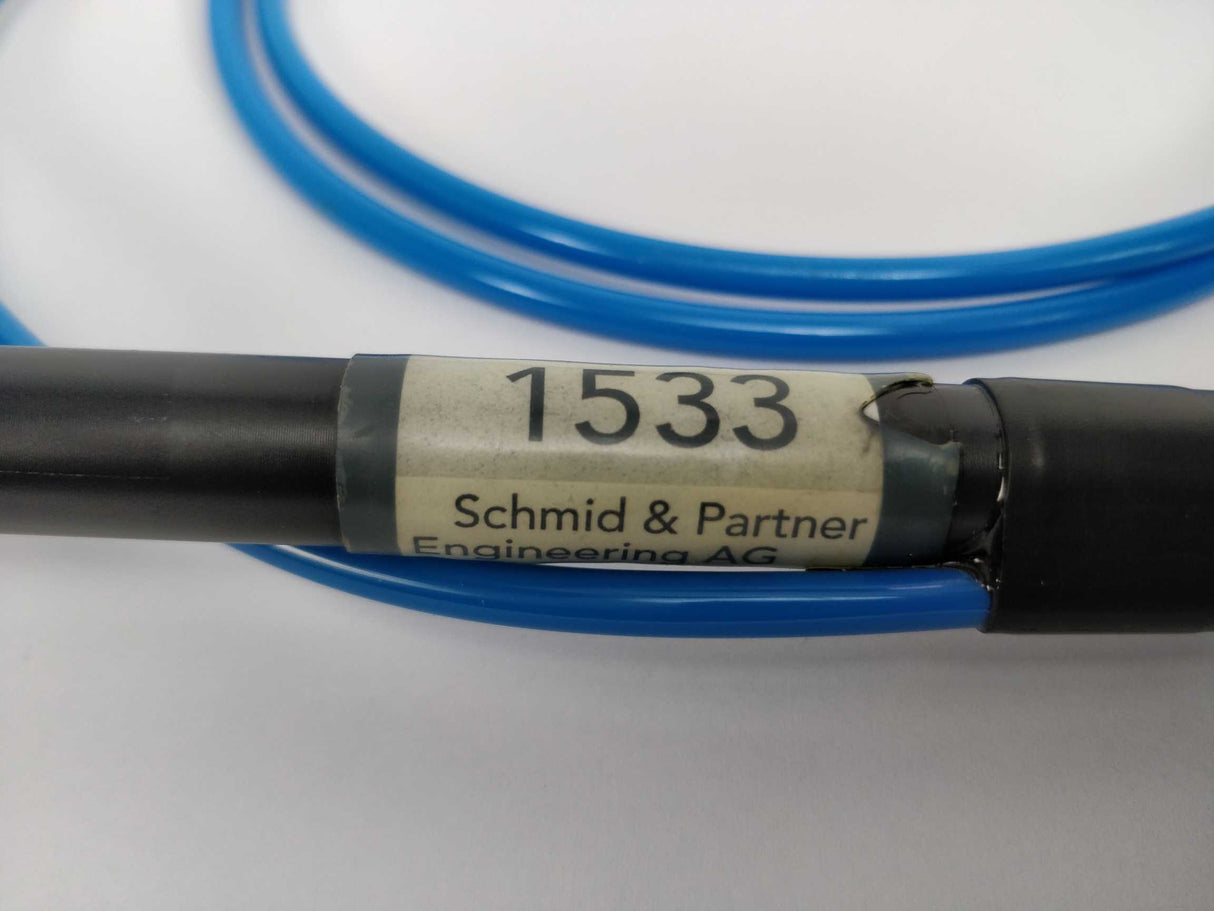 1533
Schmid & Partner
Engineering AG